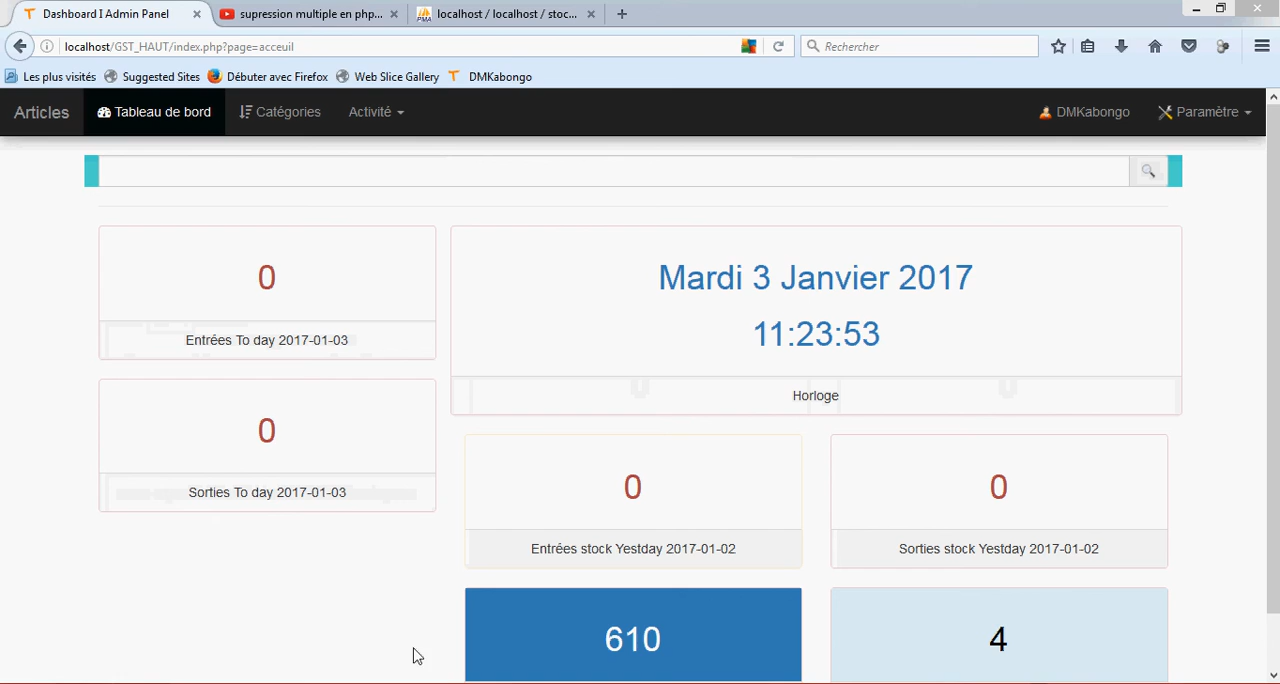 Dashboard I Admin Panel
supression multiple en php...
PMA
localhost / localhost / stoc...
localhost/GST_HAUT/index.php?page=acceuil
Rechercher
Les plus visités
Suggested Sites
Débuter avec Firefox
Web Slice Gallery
DMKabongo
Articles
Tableau de bord
Catégories
Activité
DMKabongo
Paramètre
0
Entrées To day 2017-01-03
Mardi 3 Janvier 2017
11:23:53
Horloge
0
Sorties To day 2017-01-03
0
Entrées stock Yestday 2017-01-02
0
Sorties stock Yestday 2017-01-02
610
4